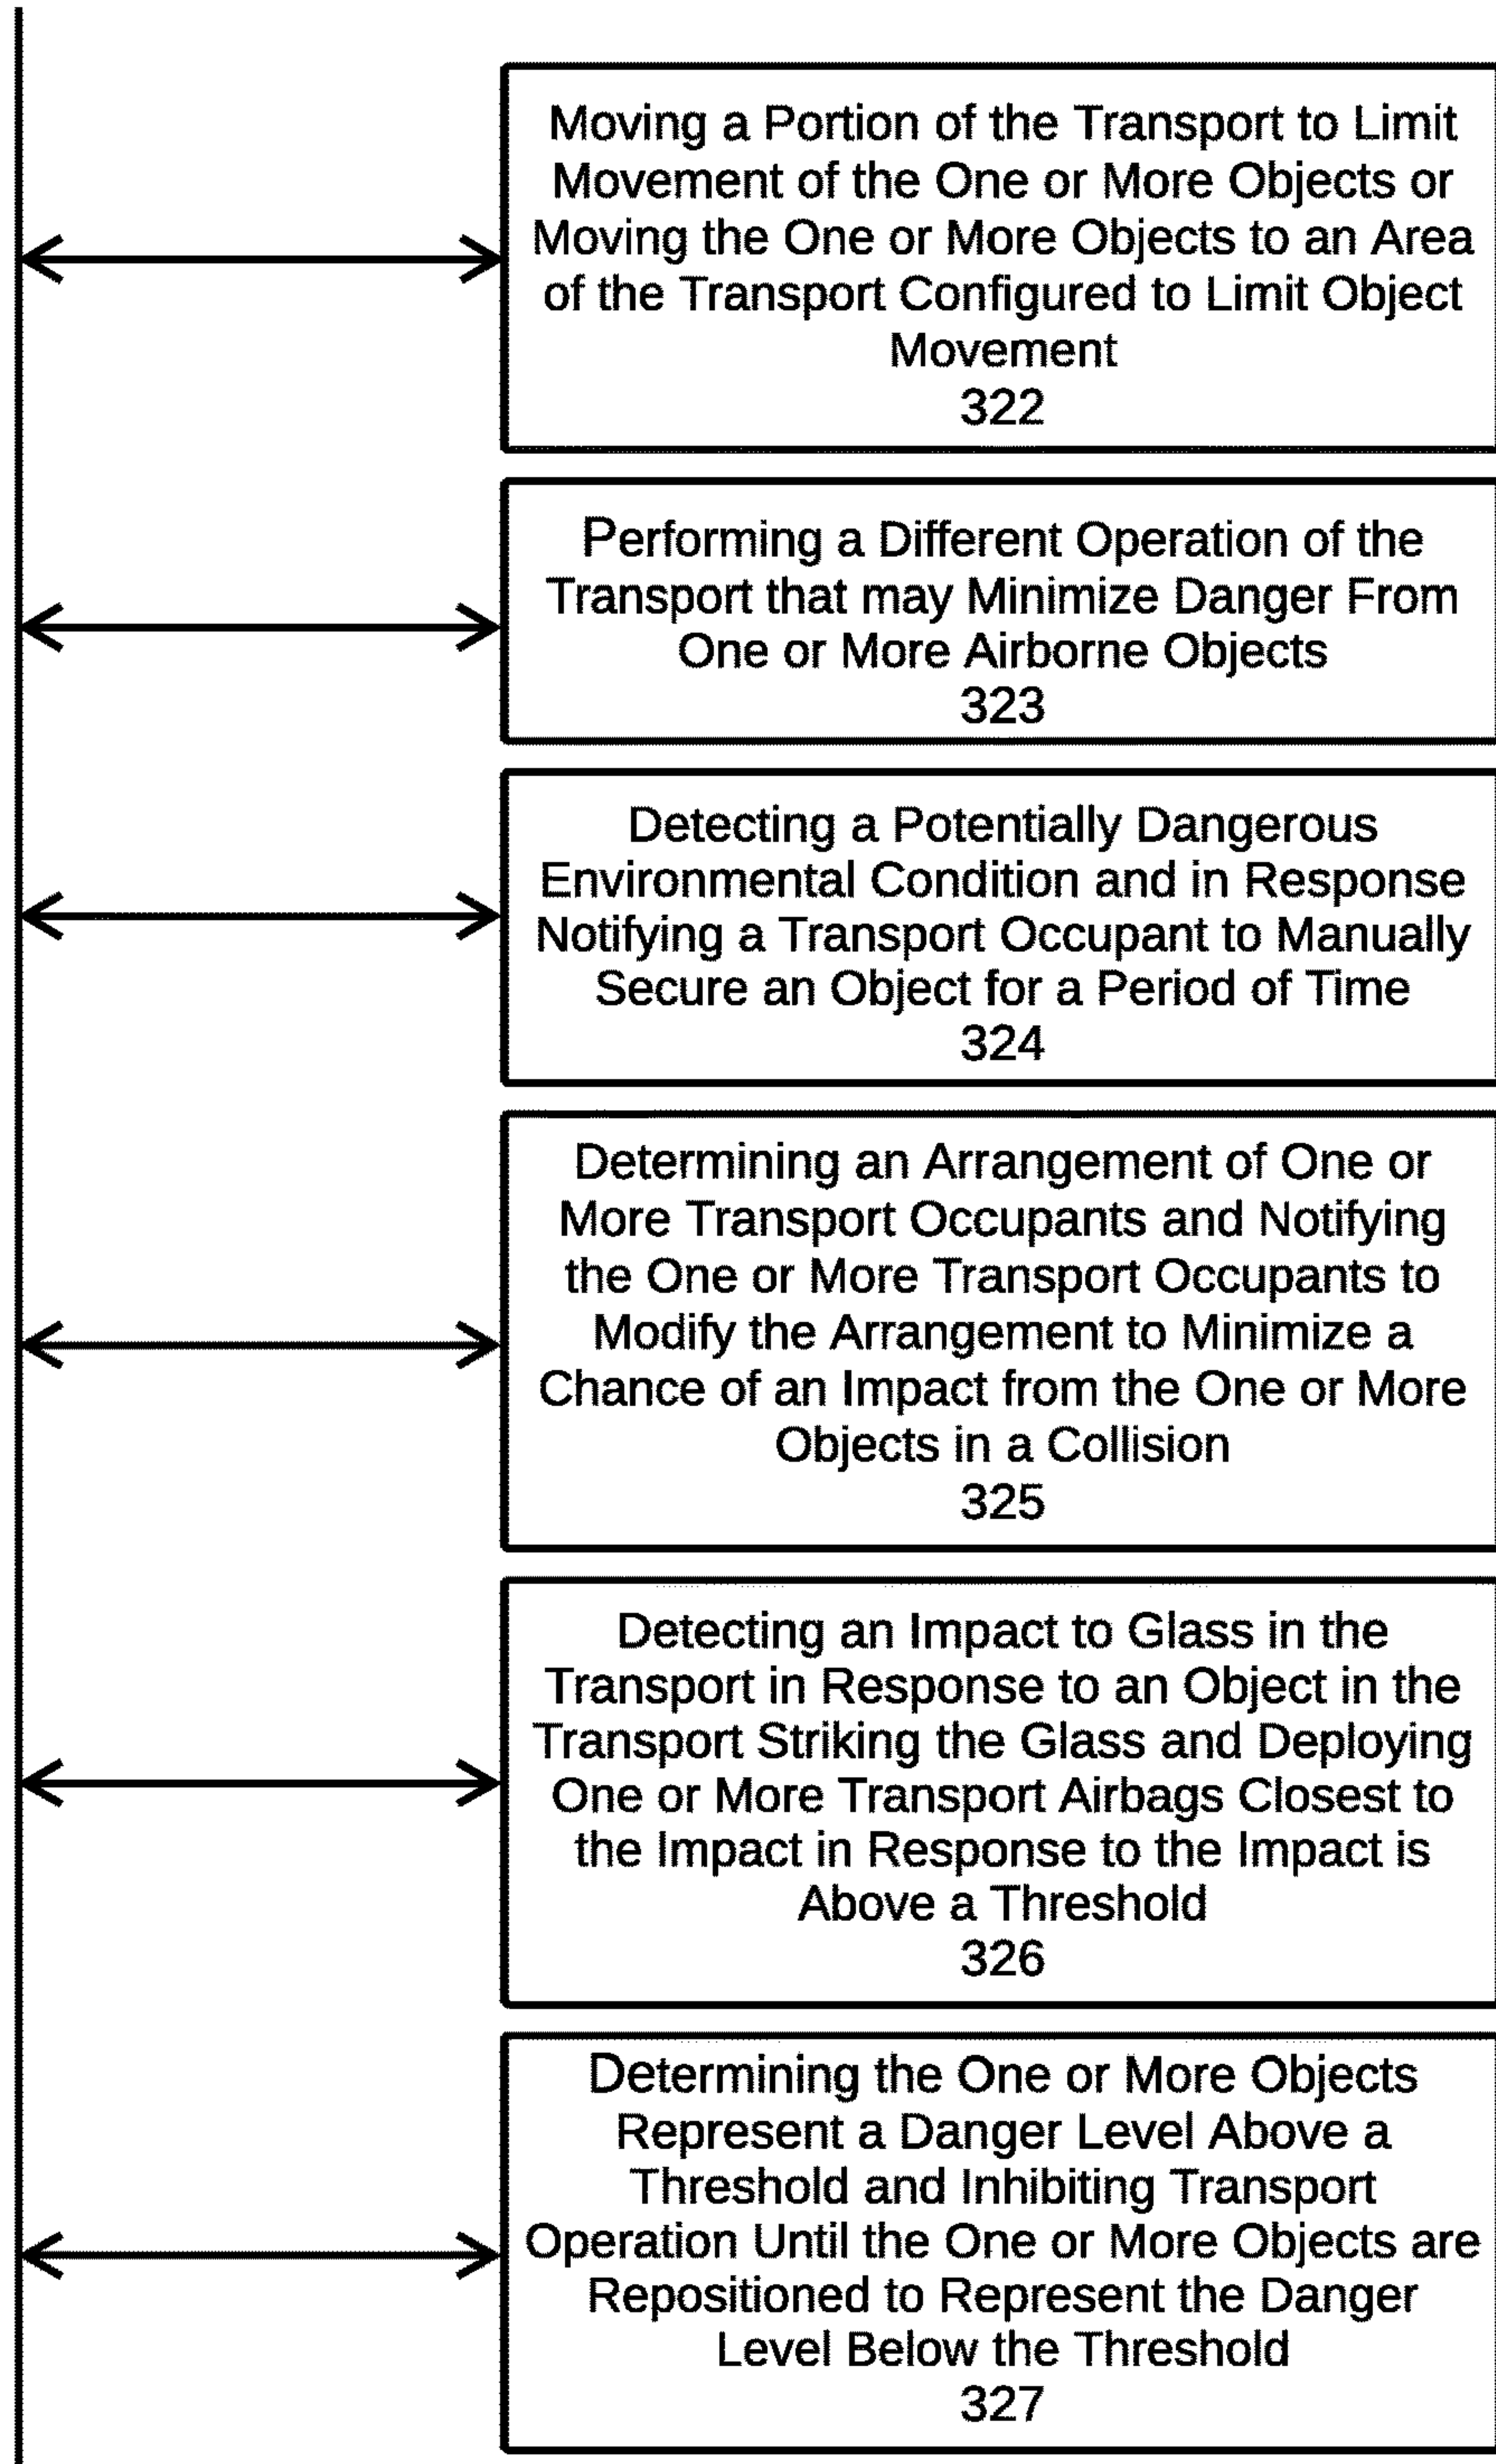 Moving a Portion of the Transport to Limit
Movement of the One or More Objects or
Moving the One or More Objects to an Area
of the Transport Configured to Limit Object
Movement
322
Performing a Different Operation of the
Transport that may Minimize Danger From
One or More Airborne Objects
323
Detecting a Potentially Dangerous
Environmental Condition and in Response
Notifying a Transport Occupant to Manually
Secure an Object for a Period of Time
324
Determining an Arrangement of One or
More Transport Occupants and Notifying
the One or More Transport Occupants to
Modify the Arrangement to Minimize a
Chance of an Impact from the One or More
Objects in a Collision
325
Detecting an Impact to Glass in the
Transport in Response to an Object in the
Transport Striking the Glass and Deploying
One or More Transport Airbags Closest to
the Impact in Response to the Impact is
Above a Threshold
326
Determining the One or More Objects
Represent a Danger Level Above a
Threshold and Inhibiting Transport
Operation Until the One or More Objects are
Repositioned to Represent the Danger
Level Below the Threshold
327